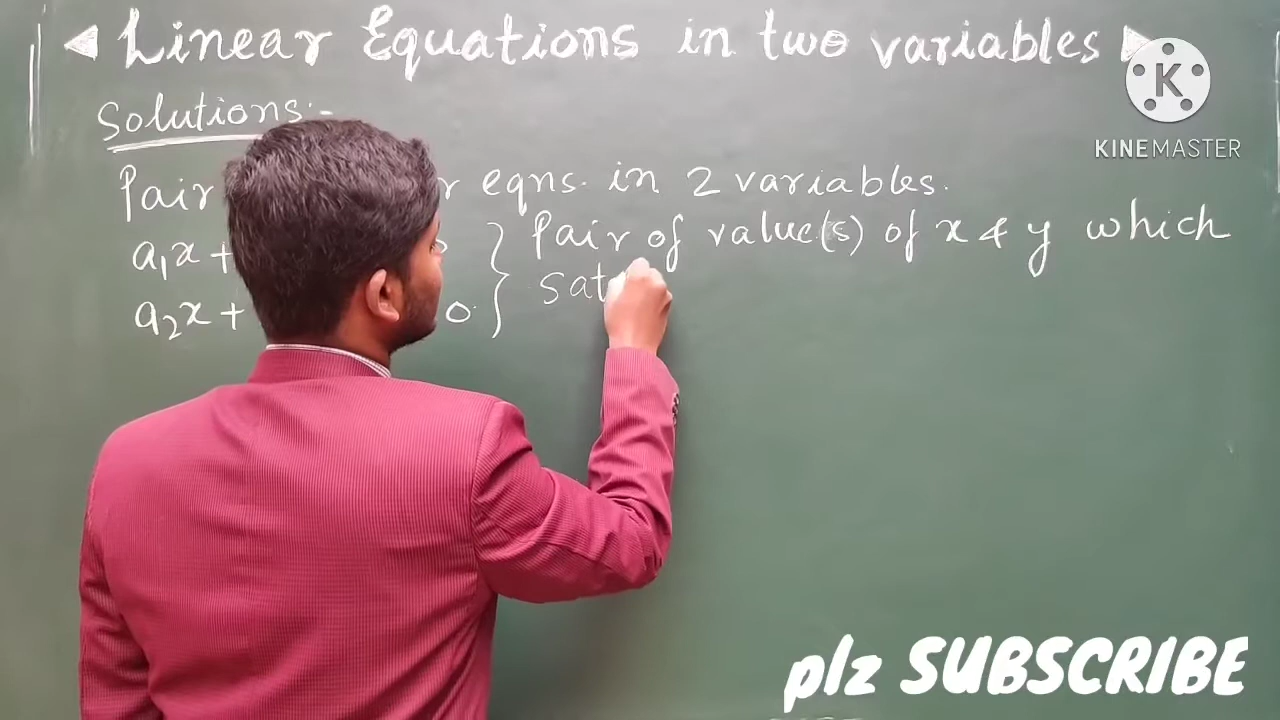 Linear Equations in two variables
K
KINEMASTER
Solutions:-
Pair r eqns. in 2 variables.
a₁x + 0 } Pair of value(s) of x & y which
a₂x + 0. sat
plz SUBSCRIBE